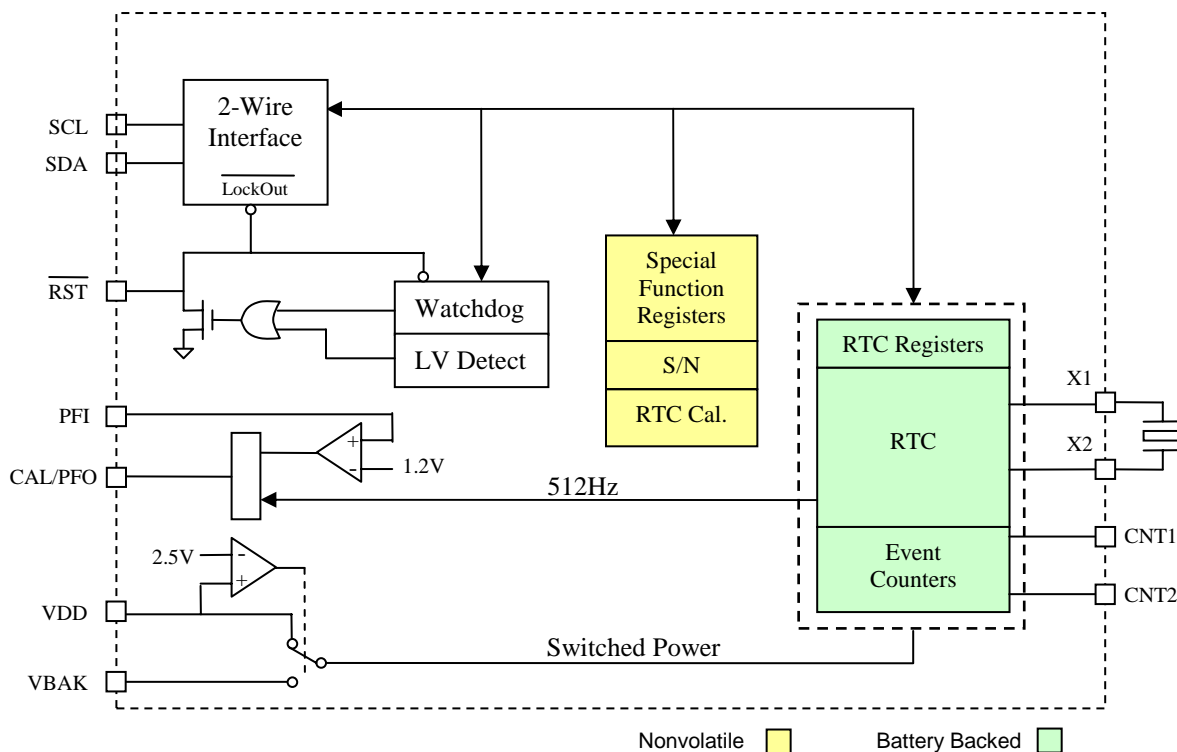 2-Wire
Interface
LockOut
SCL
SDA
RST
Watchdog
LV Detect
Special
Function
Registers
S/N
RTC Cal.
RTC Registers
RTC
Event
Counters
X1
X2
CNT1
CNT2
PFI
+
-
1.2V
CAL/PFO
512Hz
2.5V
-
+
VDD
VBAK
Switched Power
Nonvolatile
Battery Backed